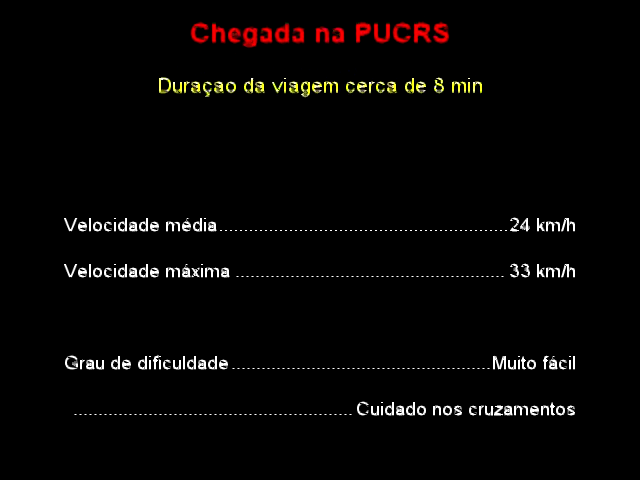 Chegada na PUCRS
Duraçao da viagem cerca de 8 min
Velocidade média..........................................................24 km/h
Velocidade máxima ...................................................... 33 km/h
Grau de dificuldade....................................................Muito fácil
........................................................ Cuidado nos cruzamentos